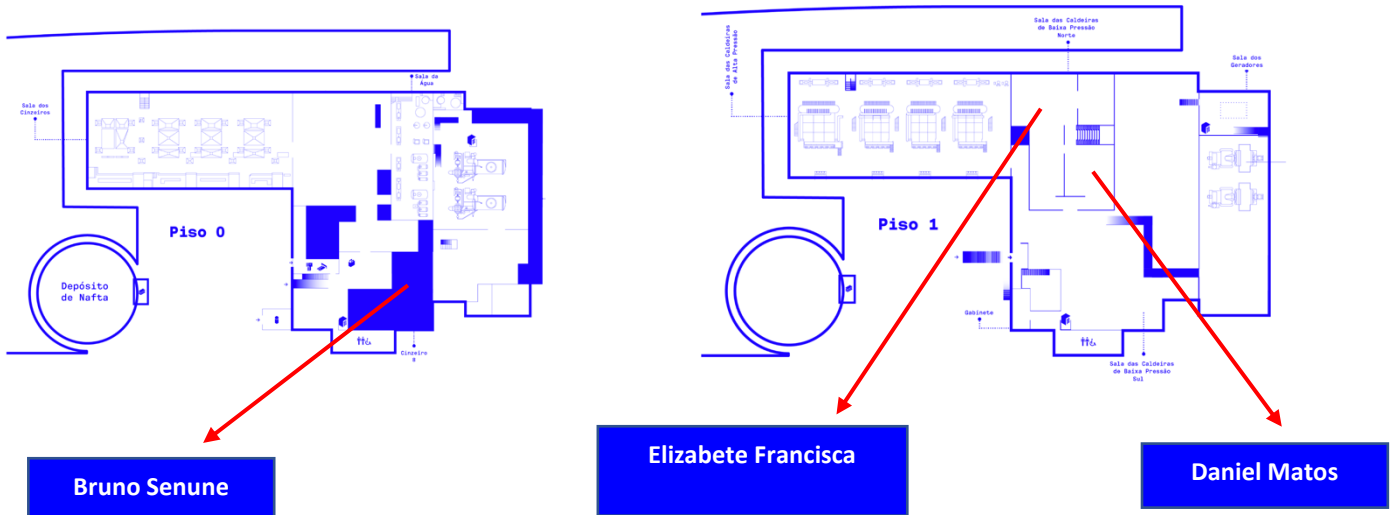 Sala da
Água
Sala dos
Cinzeiros
Piso 0
Depósito
de Nafta
Cinzeiro
8
Bruno Senune
Sala das Caldeiras
de Alta Pressão
Sala das Caldeiras
de Baixa Pressão
Norte
Sala dos
Geradores
Piso 1
Gabinete
Sala das Caldeiras
de Baixa Pressão
Sul
Elizabete Francisca
Daniel Matos